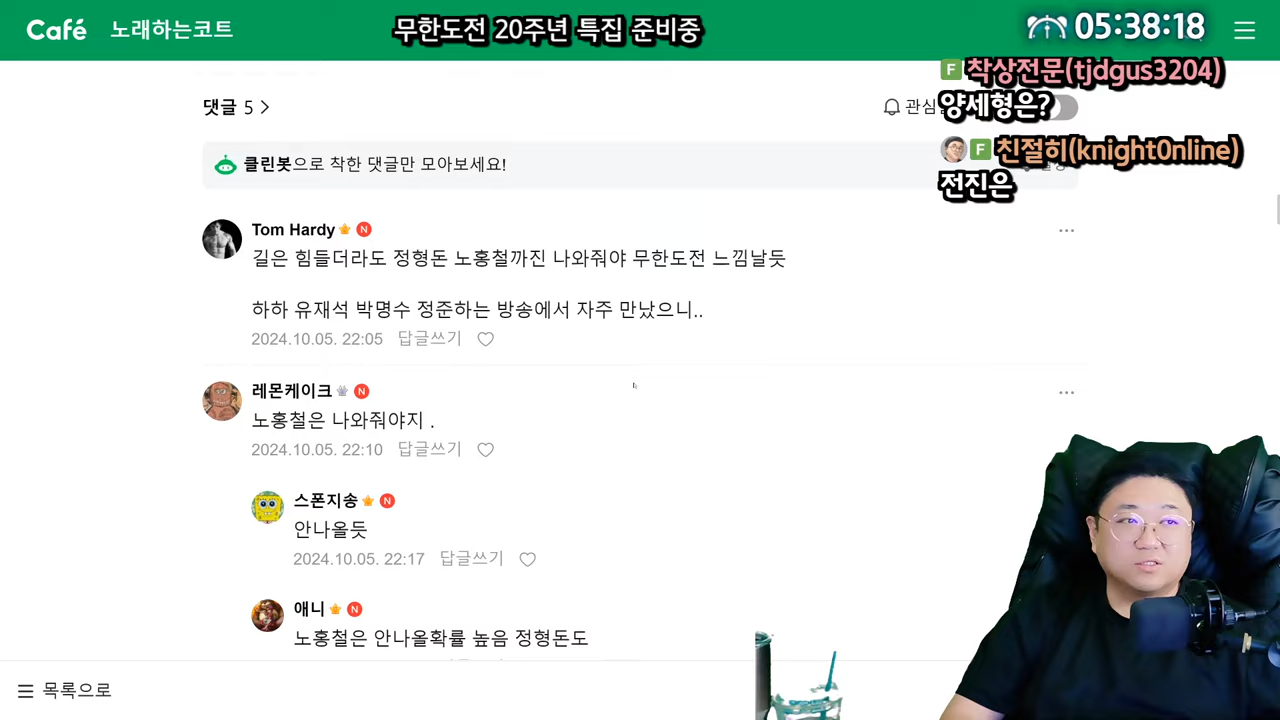 Café 노래하는코트
무한도전 20주년 특집 준비중
05:38:18
F 착상전문(tjdgus3204)
양세형은?
F 친절히(knight0nline)
전진은
댓글 5 >
관심
클린봇으로 착한 댓글만 모아보세요!
Tom Hardy N
길은 힘들더라도 정형돈 노홍철까진 나와줘야 무한도전 느낌날듯
하하 유재석 박명수 정준하는 방송에서 자주 만났으니..
2024.10.05. 22:05 답글쓰기
레몬케이크 N
노홍철은 나와줘야지 .
2024.10.05. 22:10 답글쓰기
스폰지송 N
안나올듯
2024.10.05. 22:17 답글쓰기
애니 N
노홍철은 안나올확률 높음 정형돈도
목록으로